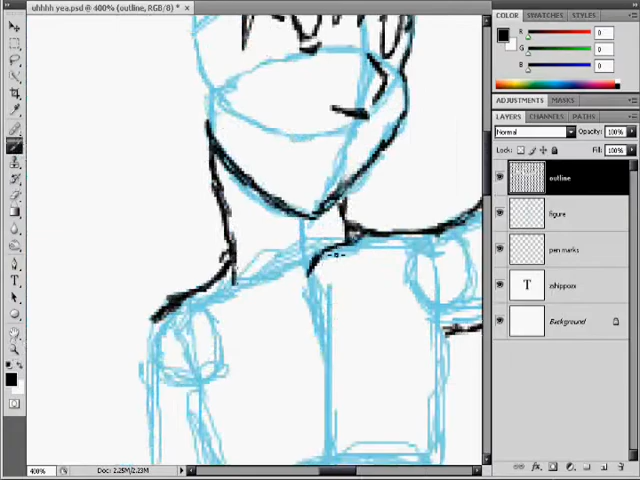 uhhhh yea.psd @ 400% (outline, RGB/8) * ×
COLOR SWATCHES STYLES
R 0
G 0
B 0
ADJUSTMENTS MASKS
LAYERS CHANNELS PATHS
Normal Opacity: 100%
Lock: Fill: 100%
outline
figure
pen marks
T
Background
400% Doc: 2.25M/2.23M
fx